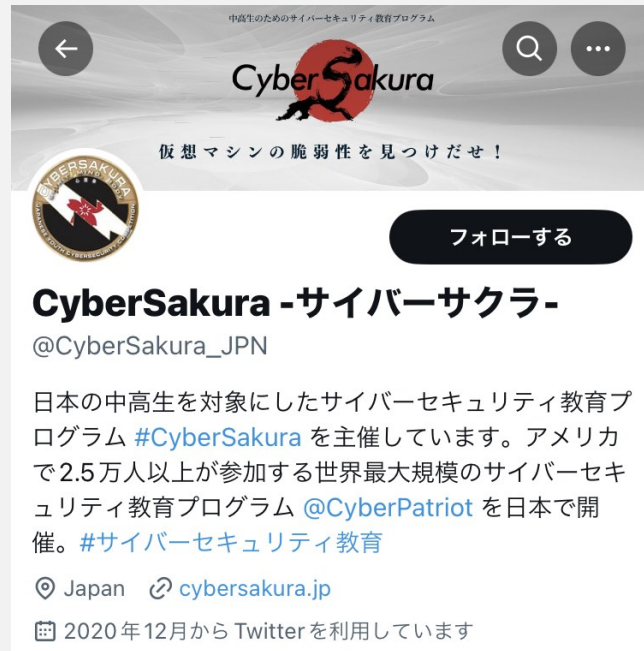 中高生のためのサイバーセキュリティ教育プログラム
CyberSakura
仮想マシンの脆弱性を見つけだせ！
CYBERSAKURA
JAPANESE YOUTH CYBERSECURITY COMPETITION
フォローする
CyberSakura -サイバーサクラ-
@CyberSakura_JPN
日本の中高生を対象にしたサイバーセキュリティ教育プ
ログラム #CyberSakura を主催しています。アメリカ
で2.5万人以上が参加する世界最大規模のサイバーセキ
ュリティ教育プログラム @CyberPatriot を日本で開
催。#サイバーセキュリティ教育
Japan cybersakura.jp
2020年12月からTwitterを利用しています